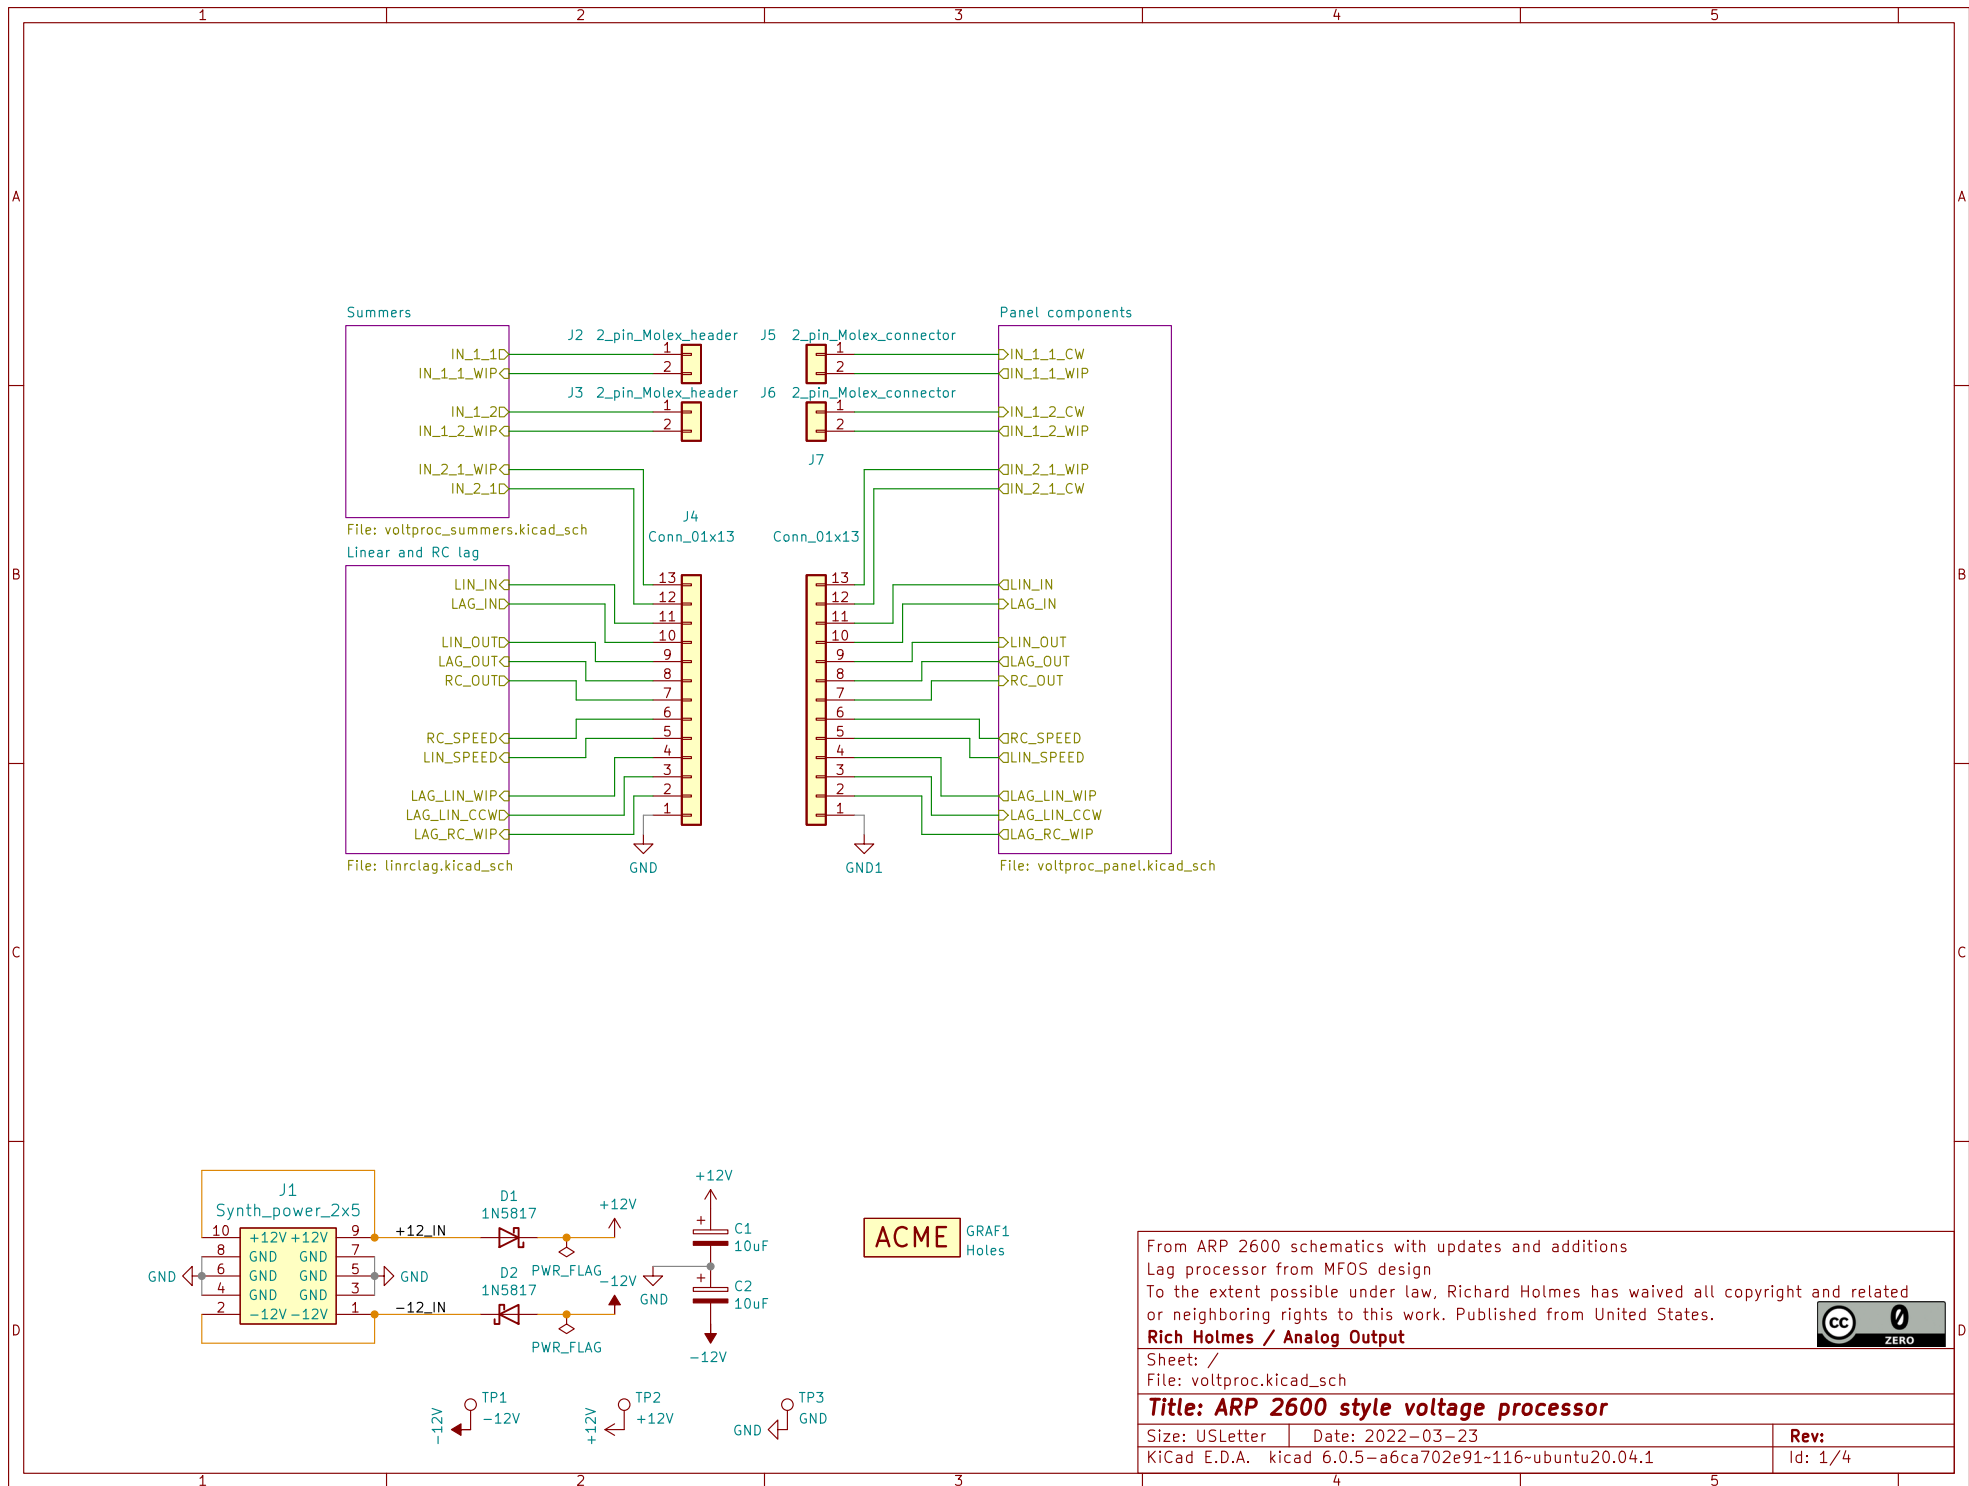 1 2 3 4 5
A A
B B
C C
D D
Summers
IN_1_1
IN_1_1_WIP
IN_1_2
IN_1_2_WIP
IN_2_1_WIP
IN_2_1
File: voltproc_summers.kicad_sch
Linear and RC lag
LIN_IN
LAG_IN
LIN_OUT
LAG_OUT
RC_OUT
RC_SPEED
LIN_SPEED
LAG_LIN_WIP
LAG_LIN_CCW
LAG_RC_WIP
File: linrclag.kicad_sch
J2 2_pin_Molex_header
1
2
J3 2_pin_Molex_header
1
2
J4
Conn_01x13
13
12
11
10
9
8
7
6
5
4
3
2
1
GND
J5 2_pin_Molex_connector
1
2
J6 2_pin_Molex_connector
1
2
J7
Conn_01x13
13
12
11
10
9
8
7
6
5
4
3
2
1
GND1
Panel components
IN_1_1_CW
IN_1_1_WIP
IN_1_2_CW
IN_1_2_WIP
IN_2_1_WIP
IN_2_1_CW
LIN_IN
LAG_IN
LIN_OUT
LAG_OUT
RC_OUT
RC_SPEED
LIN_SPEED
LAG_LIN_WIP
LAG_LIN_CCW
LAG_RC_WIP
File: voltproc_panel.kicad_sch
J1
Synth_power_2x5
10 +12V +12V 9
8 GND GND 7
GND 6 GND GND 5 GND
4 GND GND 3
2 -12V -12V 1
+12_IN
-12_IN
D1
1N5817
+12V
PWR_FLAG
D2
1N5817
-12V
PWR_FLAG
+12V
+
C1
10uF
GND
+
C2
10uF
-12V
ACME
GRAF1
Holes
TP1
-12V
-12V
TP2
+12V
+12V
TP3
GND
GND
From ARP 2600 schematics with updates and additions
Lag processor from MFOS design
To the extent possible under law, Richard Holmes has waived all copyright and related
or neighboring rights to this work. Published from United States.
Rich Holmes / Analog Output
cc 0
ZERO
Sheet: /
File: voltproc.kicad_sch
Title: ARP 2600 style voltage processor
Size: USLetter Date: 2022-03-23 Rev:
KiCad E.D.A. kicad 6.0.5-a6ca702e91~116~ubuntu20.04.1 Id: 1/4
1 2 3 4 5